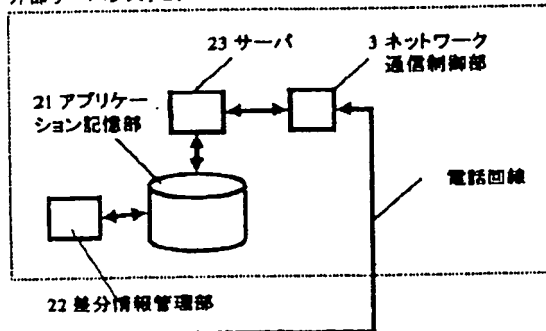 23 サーバ
3 ネットワーク
通信制御部
21 アプリケー
ション記憶部
電話回線
22 差分情報管理部